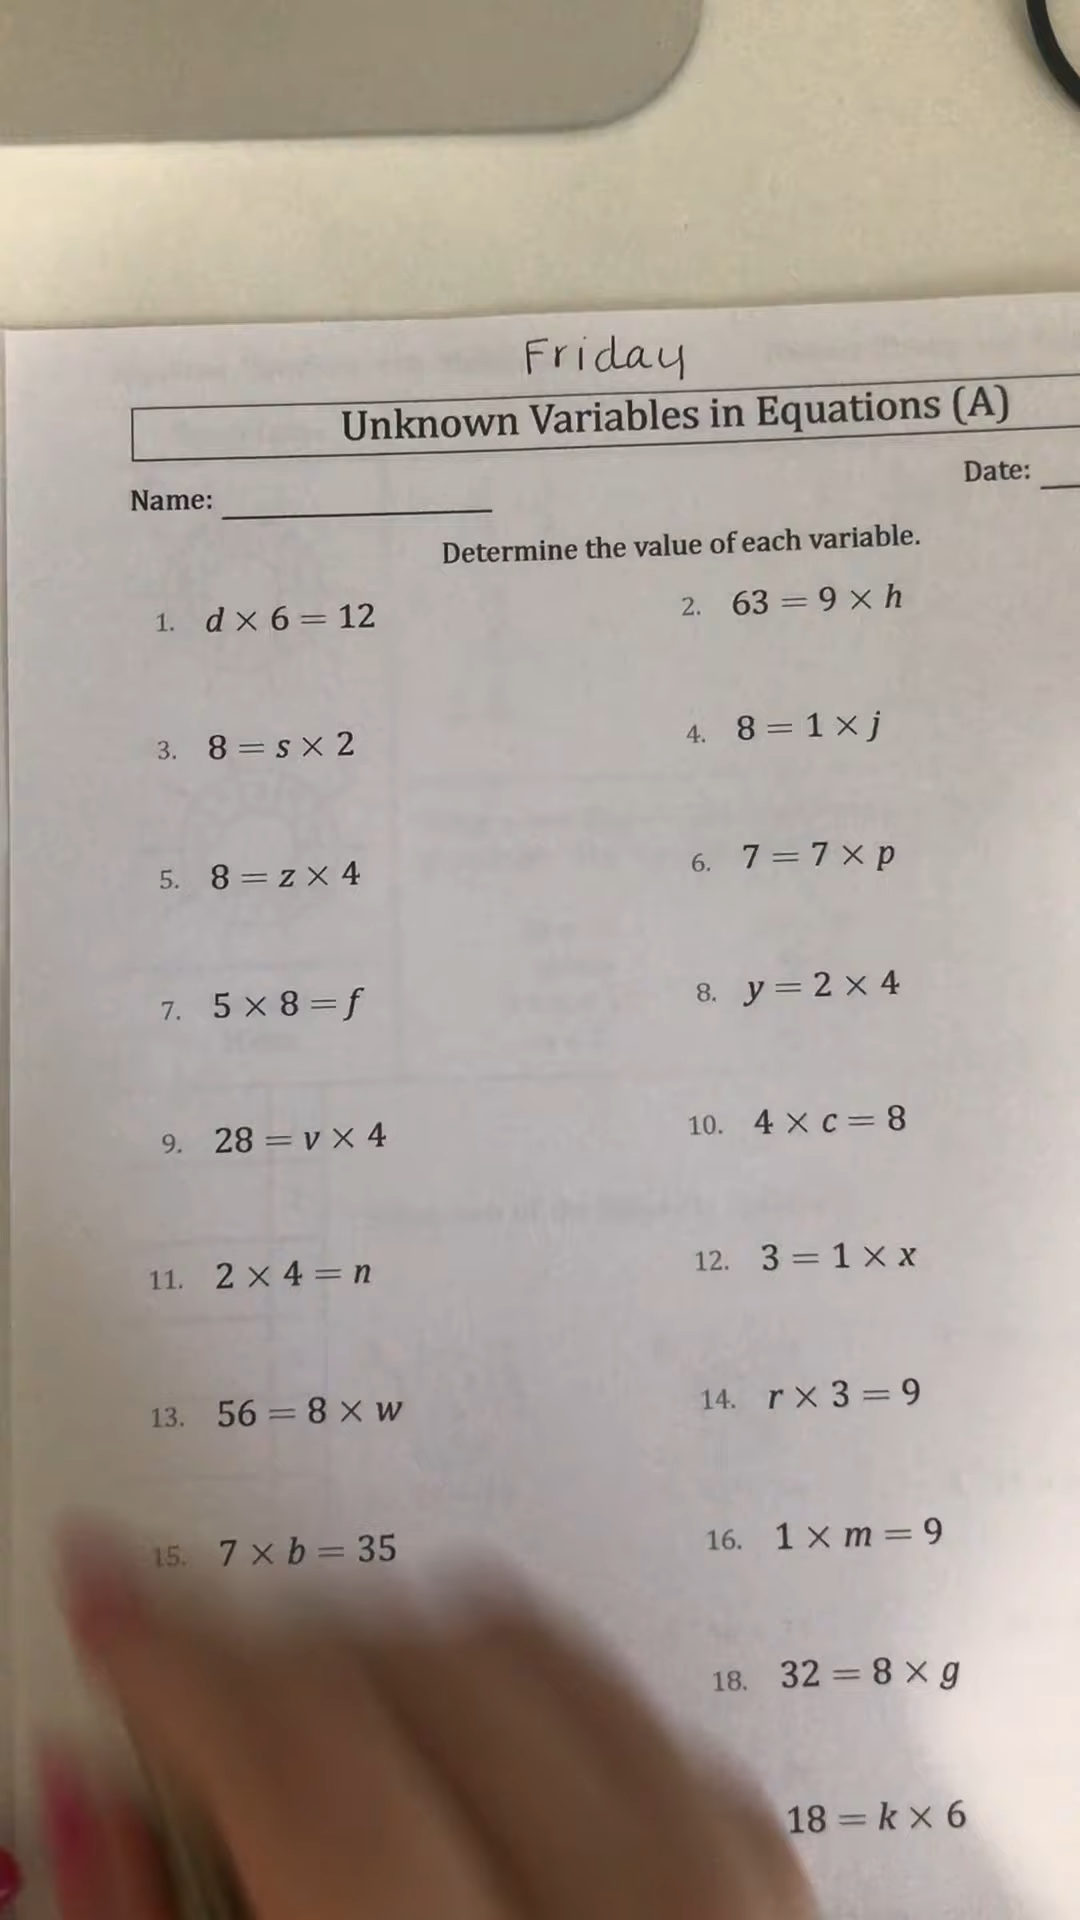 Friday
Unknown Variables in Equations (A)
Name:
Date:
Determine the value of each variable.
1. d × 6 = 12
2. 63 = 9 × h
3. 8 = s × 2
4. 8 = 1 × j
5. 8 = z × 4
6. 7 = 7 × p
7. 5 × 8 = f
8. y = 2 × 4
9. 28 = v × 4
10. 4 × c = 8
11. 2 × 4 = n
12. 3 = 1 × x
13. 56 = 8 × w
14. r × 3 = 9
15. 7 × b = 35
16. 1 × m = 9
18. 32 = 8 × g
18 = k × 6